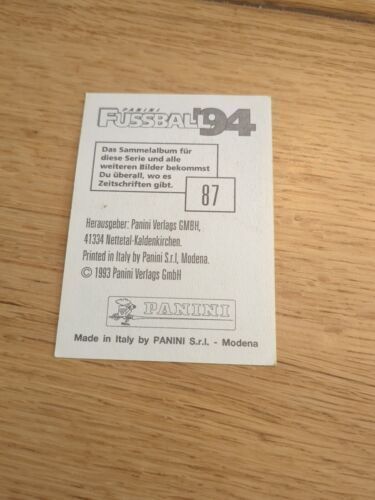 PANINI
FUSSBALL '94
Das Sammelalbum für
diese Serie und alle
weiteren Bilder bekommst
Du überall, wo es
Zeitschriften gibt.
87
Herausgeber: Panini Verlags GMBH,
41334 Nettetal-Kaldenkirchen.
Printed in Italy by Panini S.r.l, Modena.
© 1993 Panini Verlags GmbH
PANINI
Made in Italy by PANINI S.r.l. - Modena